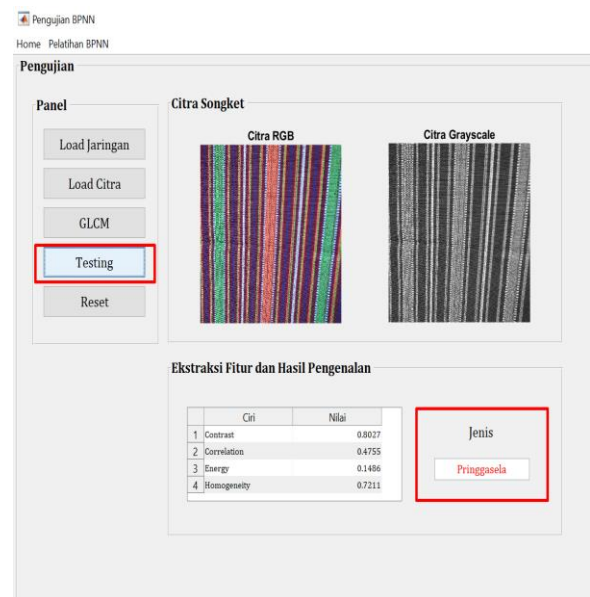 Pengujian BPNN
Home Pelatihan BPNN
Pengujian
Panel
Load Jaringan
Load Citra
GLCM
Testing
Reset
Citra Songket
Citra RGB
Citra Grayscale
Ekstraksi Fitur dan Hasil Pengenalan
Ciri Nilai
1 Contrast 0.8027
2 Correlation 0.4755
3 Energy 0.1486
4 Homogeneity 0.7211
Jenis
Pringgasela